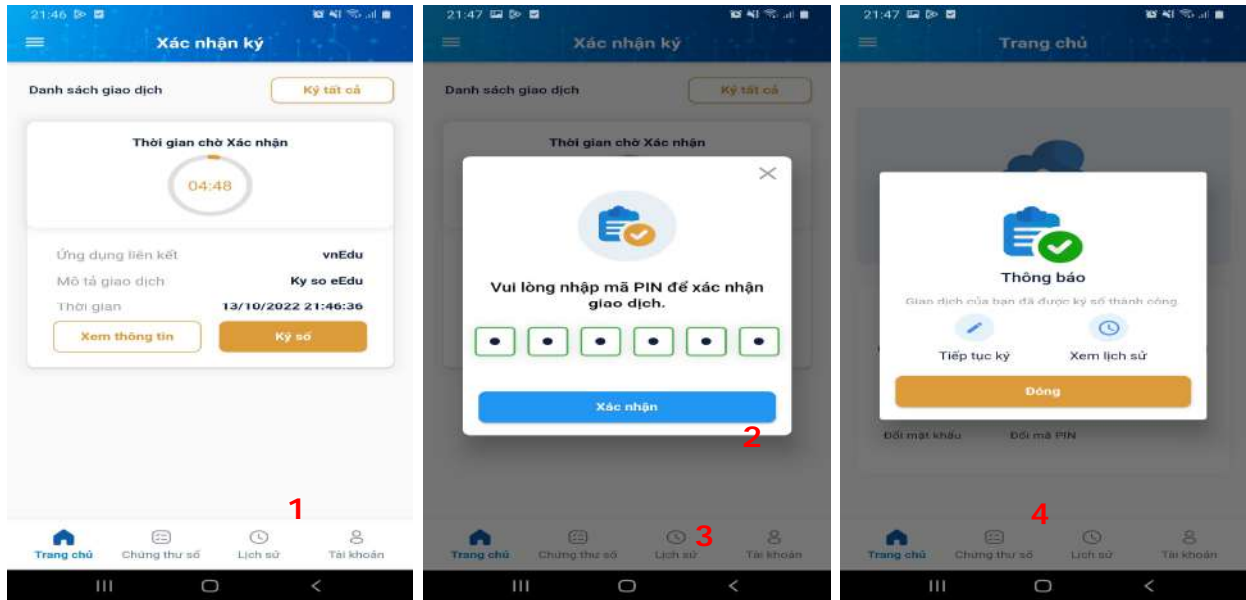 21:46
Xác nhận ký
Danh sách giao dịch
Ký tất cả
Thời gian chờ Xác nhận
04:48
Ứng dụng liên kết vnEdu
Mô tả giao dịch Ky so eEdu
Thời gian 13/10/2022 21:46:36
Xem thông tin
Ký số
1
Trang chủ Chứng thư số Lịch sử Tài khoản
21:47
Xác nhận ký
Danh sách giao dịch
Ký tất cả
Thời gian chờ Xác nhận
Vui lòng nhập mã PIN để xác nhận
giao dịch.
Xác nhận
2
3
Trang chủ Chứng thư số Lịch sử Tài khoản
21:47
Trang chủ
Thông báo
Giao dịch của bạn đã được ký số thành công.
Tiếp tục ký Xem lịch sử
Đóng
Đổi mật khẩu Đổi mã PIN
4
Trang chủ Chứng thư số Lịch sử Tài khoản